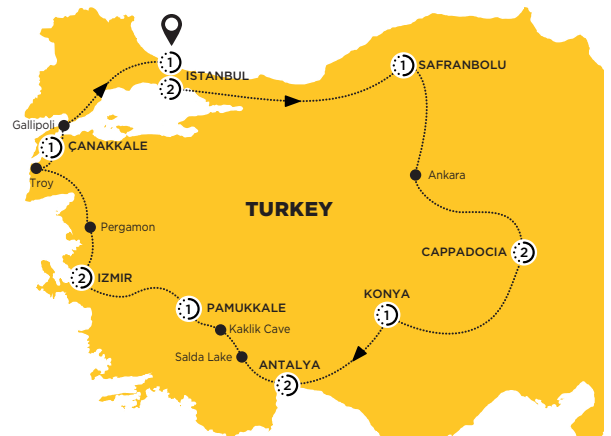 1
ISTANBUL
2
1
SAFRANBOLU
Gallipoli
1
ÇANAKKALE
Troy
Ankara
TURKEY
Pergamon
CAPPADOCIA
2
2
IZMIR
PAMUKKALE
1
KONYA
1
Kaklik Cave
Salda Lake
ANTALYA
2